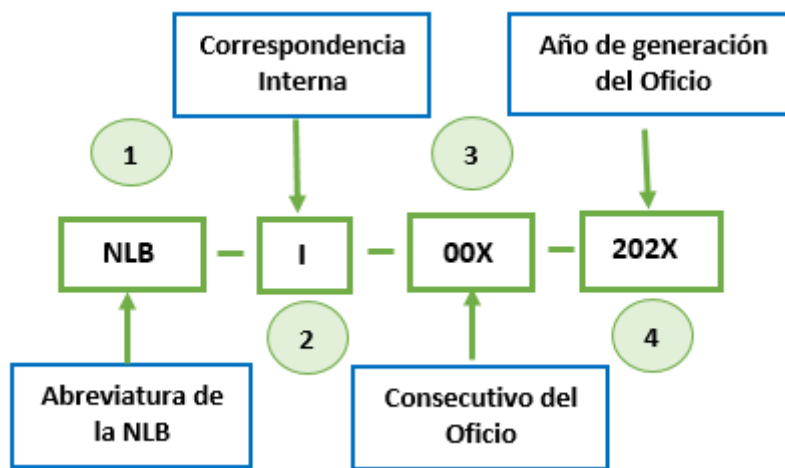 Correspondencia
Interna
Año de generación
del Oficio
1
3
NLB – I – 00X – 202X
2
4
Abreviatura de
la NLB
Consecutivo del
Oficio